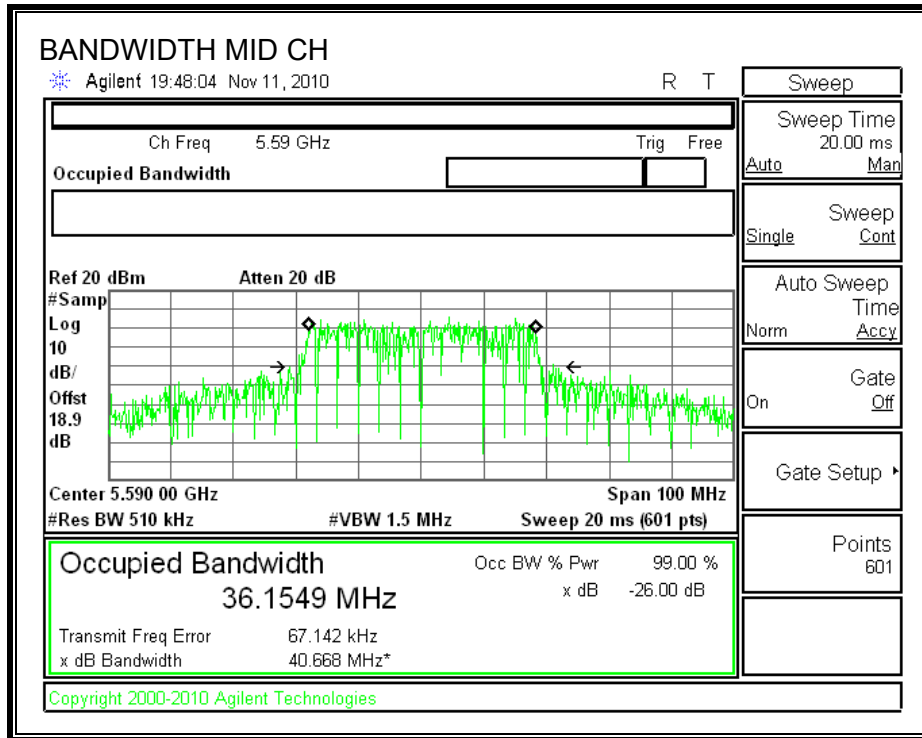 BANDWIDTH MID CH
Agilent 19:48:04 Nov 11, 2010 R T
Ch Freq 5.59 GHz Trig Free
Occupied Bandwidth
Ref 20 dBm Atten 20 dB
#Samp
Log
10
dB/
Offst
18.9
dB
Center 5.590 00 GHz Span 100 MHz
#Res BW 510 kHz #VBW 1.5 MHz Sweep 20 ms (601 pts)
Occupied Bandwidth Occ BW % Pwr 99.00 %
36.1549 MHz x dB -26.00 dB
Transmit Freq Error 67.142 kHz
x dB Bandwidth 40.668 MHz*
Copyright 2000-2010 Agilent Technologies
Sweep
Sweep Time
20.00 ms
Auto Man
Sweep
Single Cont
Auto Sweep
Time
Norm Accy
Gate
On Off
Gate Setup
Points
601